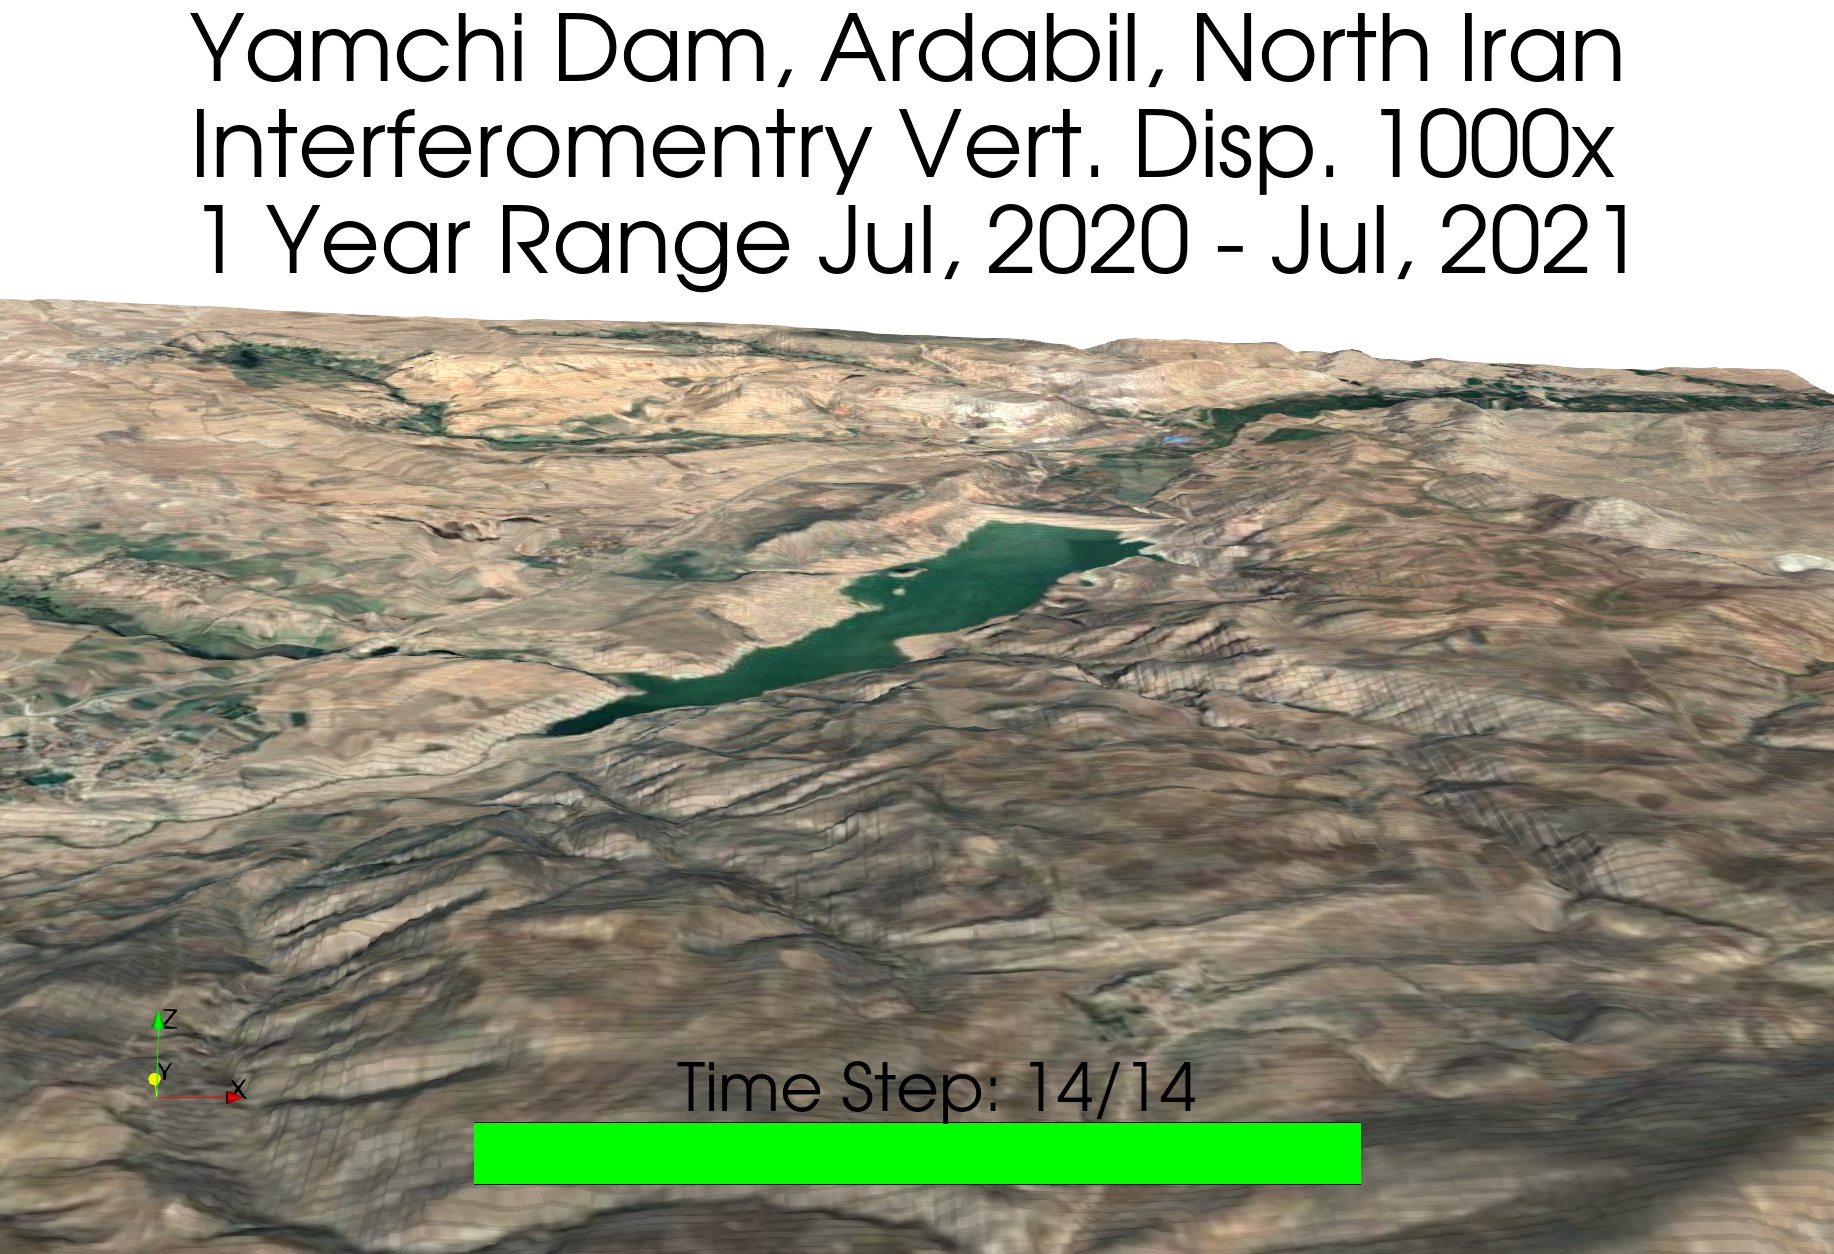 Yamchi Dam, Ardabil, North Iran
Interferomentry Vert. Disp. 1000x
1 Year Range Jul, 2020 - Jul, 2021
Z
Y
X
Time Step: 14/14